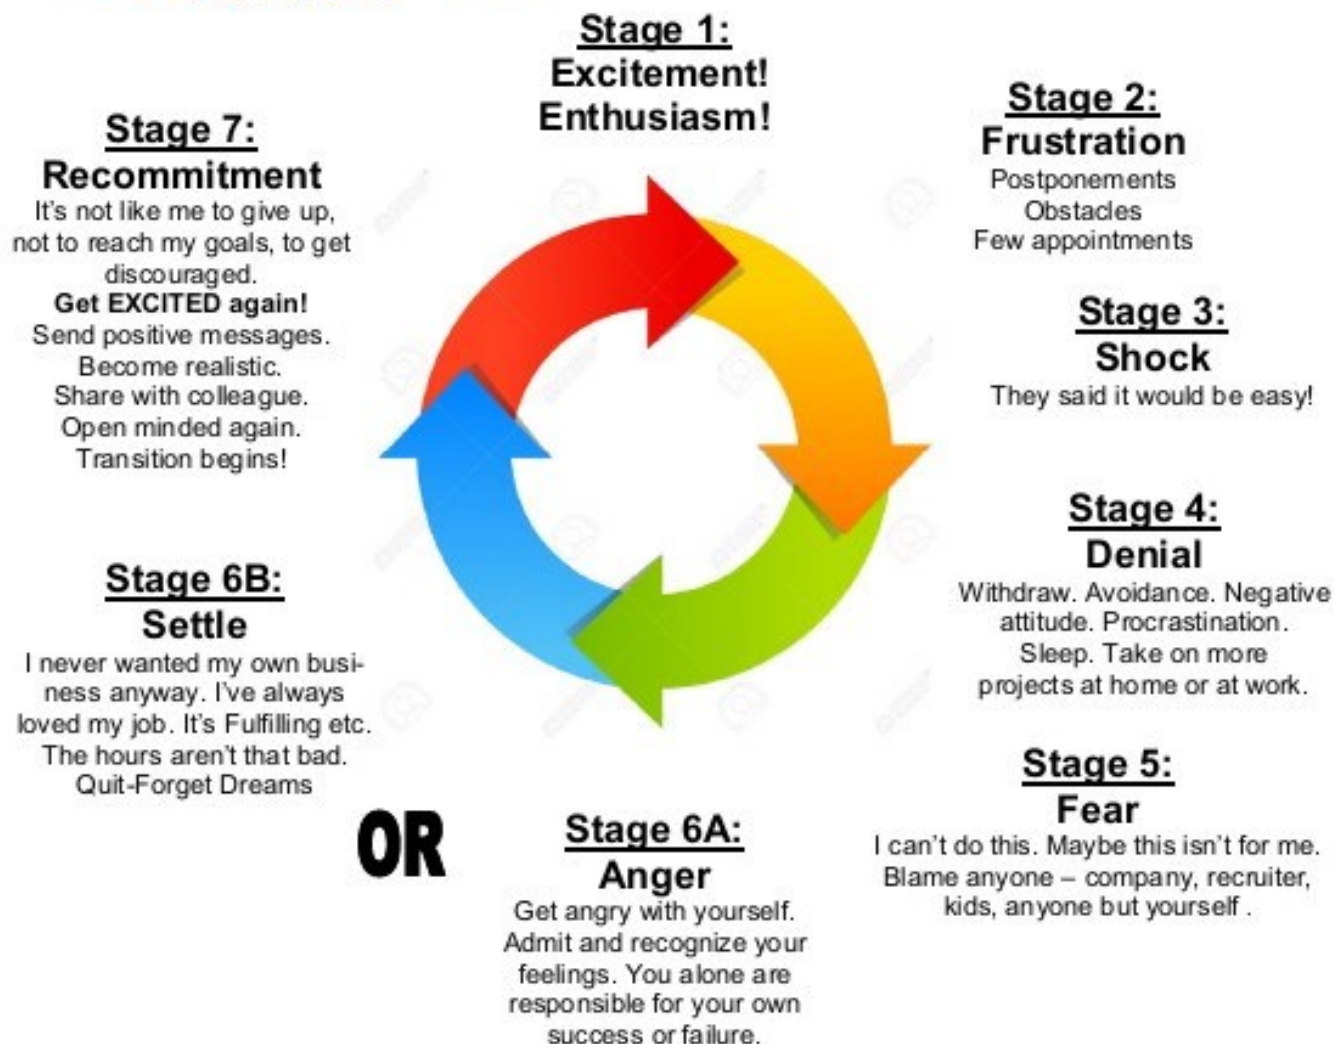 Stage 1:
Excitement!
Enthusiasm!
Stage 2:
Frustration
Postponements
Obstacles
Few appointments
Stage 3:
Shock
They said it would be easy!
Stage 4:
Denial
Withdraw. Avoidance. Negative
attitude. Procrastination.
Sleep. Take on more
projects at home or at work.
Stage 5:
Fear
I can't do this. Maybe this isn't for me.
Blame anyone – company, recruiter,
kids, anyone but yourself .
Stage 6A:
Anger
Get angry with yourself.
Admit and recognize your
feelings. You alone are
responsible for your own
success or failure.
OR
Stage 6B:
Settle
I never wanted my own busi-
ness anyway. I've always
loved my job. It's Fulfilling etc.
The hours aren't that bad.
Quit-Forget Dreams
Stage 7:
Recommitment
It's not like me to give up,
not to reach my goals, to get
discouraged.
Get EXCITED again!
Send positive messages.
Become realistic.
Share with colleague.
Open minded again.
Transition begins!